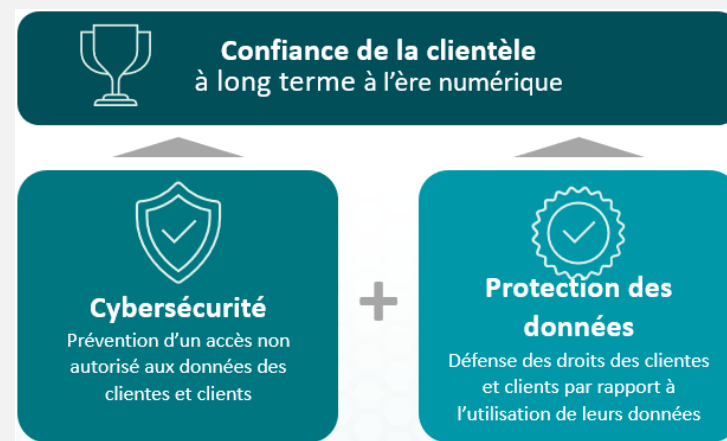 Confiance de la clientèle
à long terme à l’ère numérique
Cybersécurité
Prévention d’un accès non
autorisé aux données des
clientes et clients
+
Protection des
données
Défense des droits des clientes
et clients par rapport à
l’utilisation de leurs données